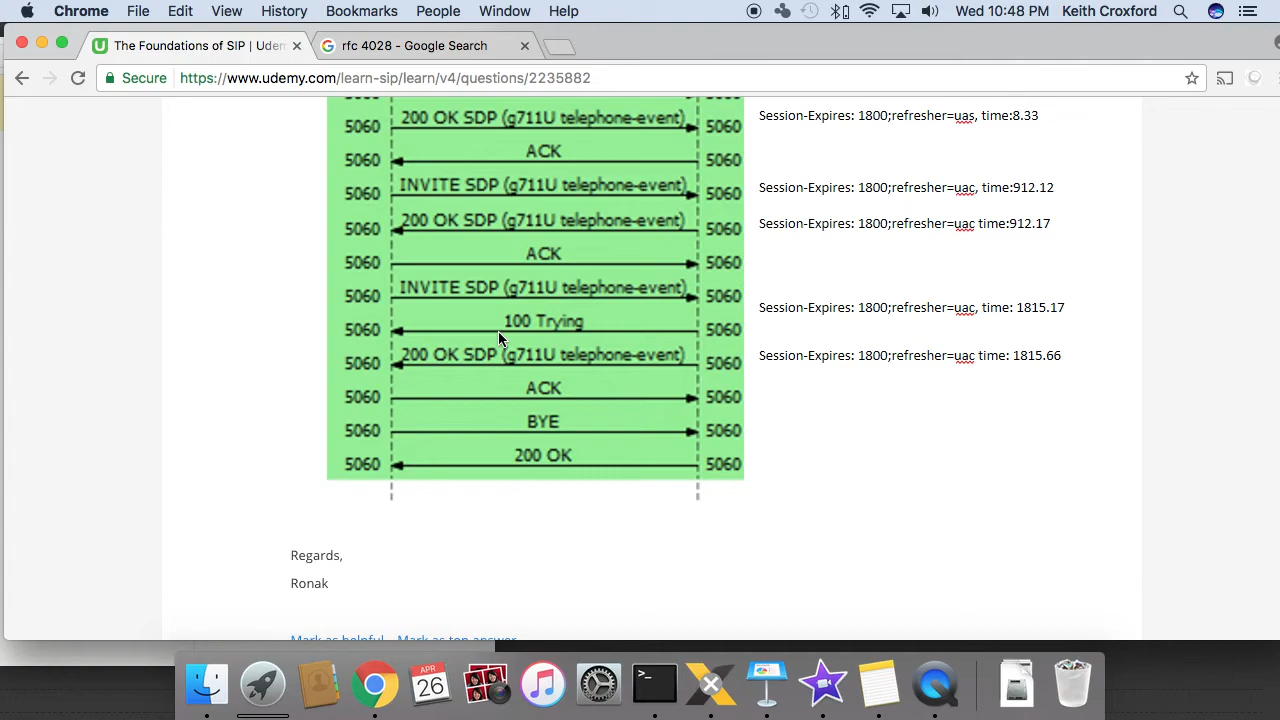 Chrome File Edit View History Bookmarks People Window Help Wed 10:48 PM Keith Croxford
The Foundations of SIP | Udem rfc 4028 - Google Search
Secure https://www.udemy.com/learn-sip/learn/v4/questions/2235882
5060 200 OK SDP (g711U telephone-event) 5060 Session-Expires: 1800;refresher=uas, time:8.33
5060 ACK 5060
5060 INVITE SDP (g711U telephone-event) 5060 Session-Expires: 1800;refresher=uac, time:912.12
5060 200 OK SDP (g711U telephone-event) 5060 Session-Expires: 1800;refresher=uac time:912.17
5060 ACK 5060
5060 INVITE SDP (g711U telephone-event) 5060 Session-Expires: 1800;refresher=uac, time: 1815.17
5060 100 Trying 5060
5060 200 OK SDP (g711U telephone-event) 5060 Session-Expires: 1800;refresher=uac time: 1815.66
5060 ACK 5060
5060 BYE 5060
5060 200 OK 5060
Regards,
Ronak
Mark as helpful Mark as top answer
APR
26